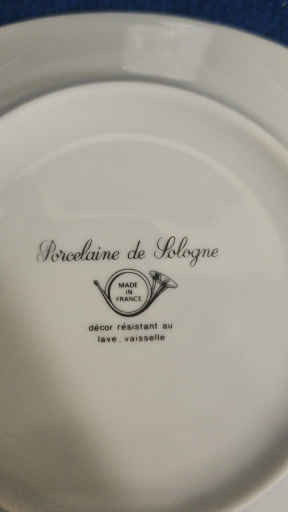 Porcelaine de Sologne
MADE
IN
FRANCE
décor résistant au
lave.vaisselle